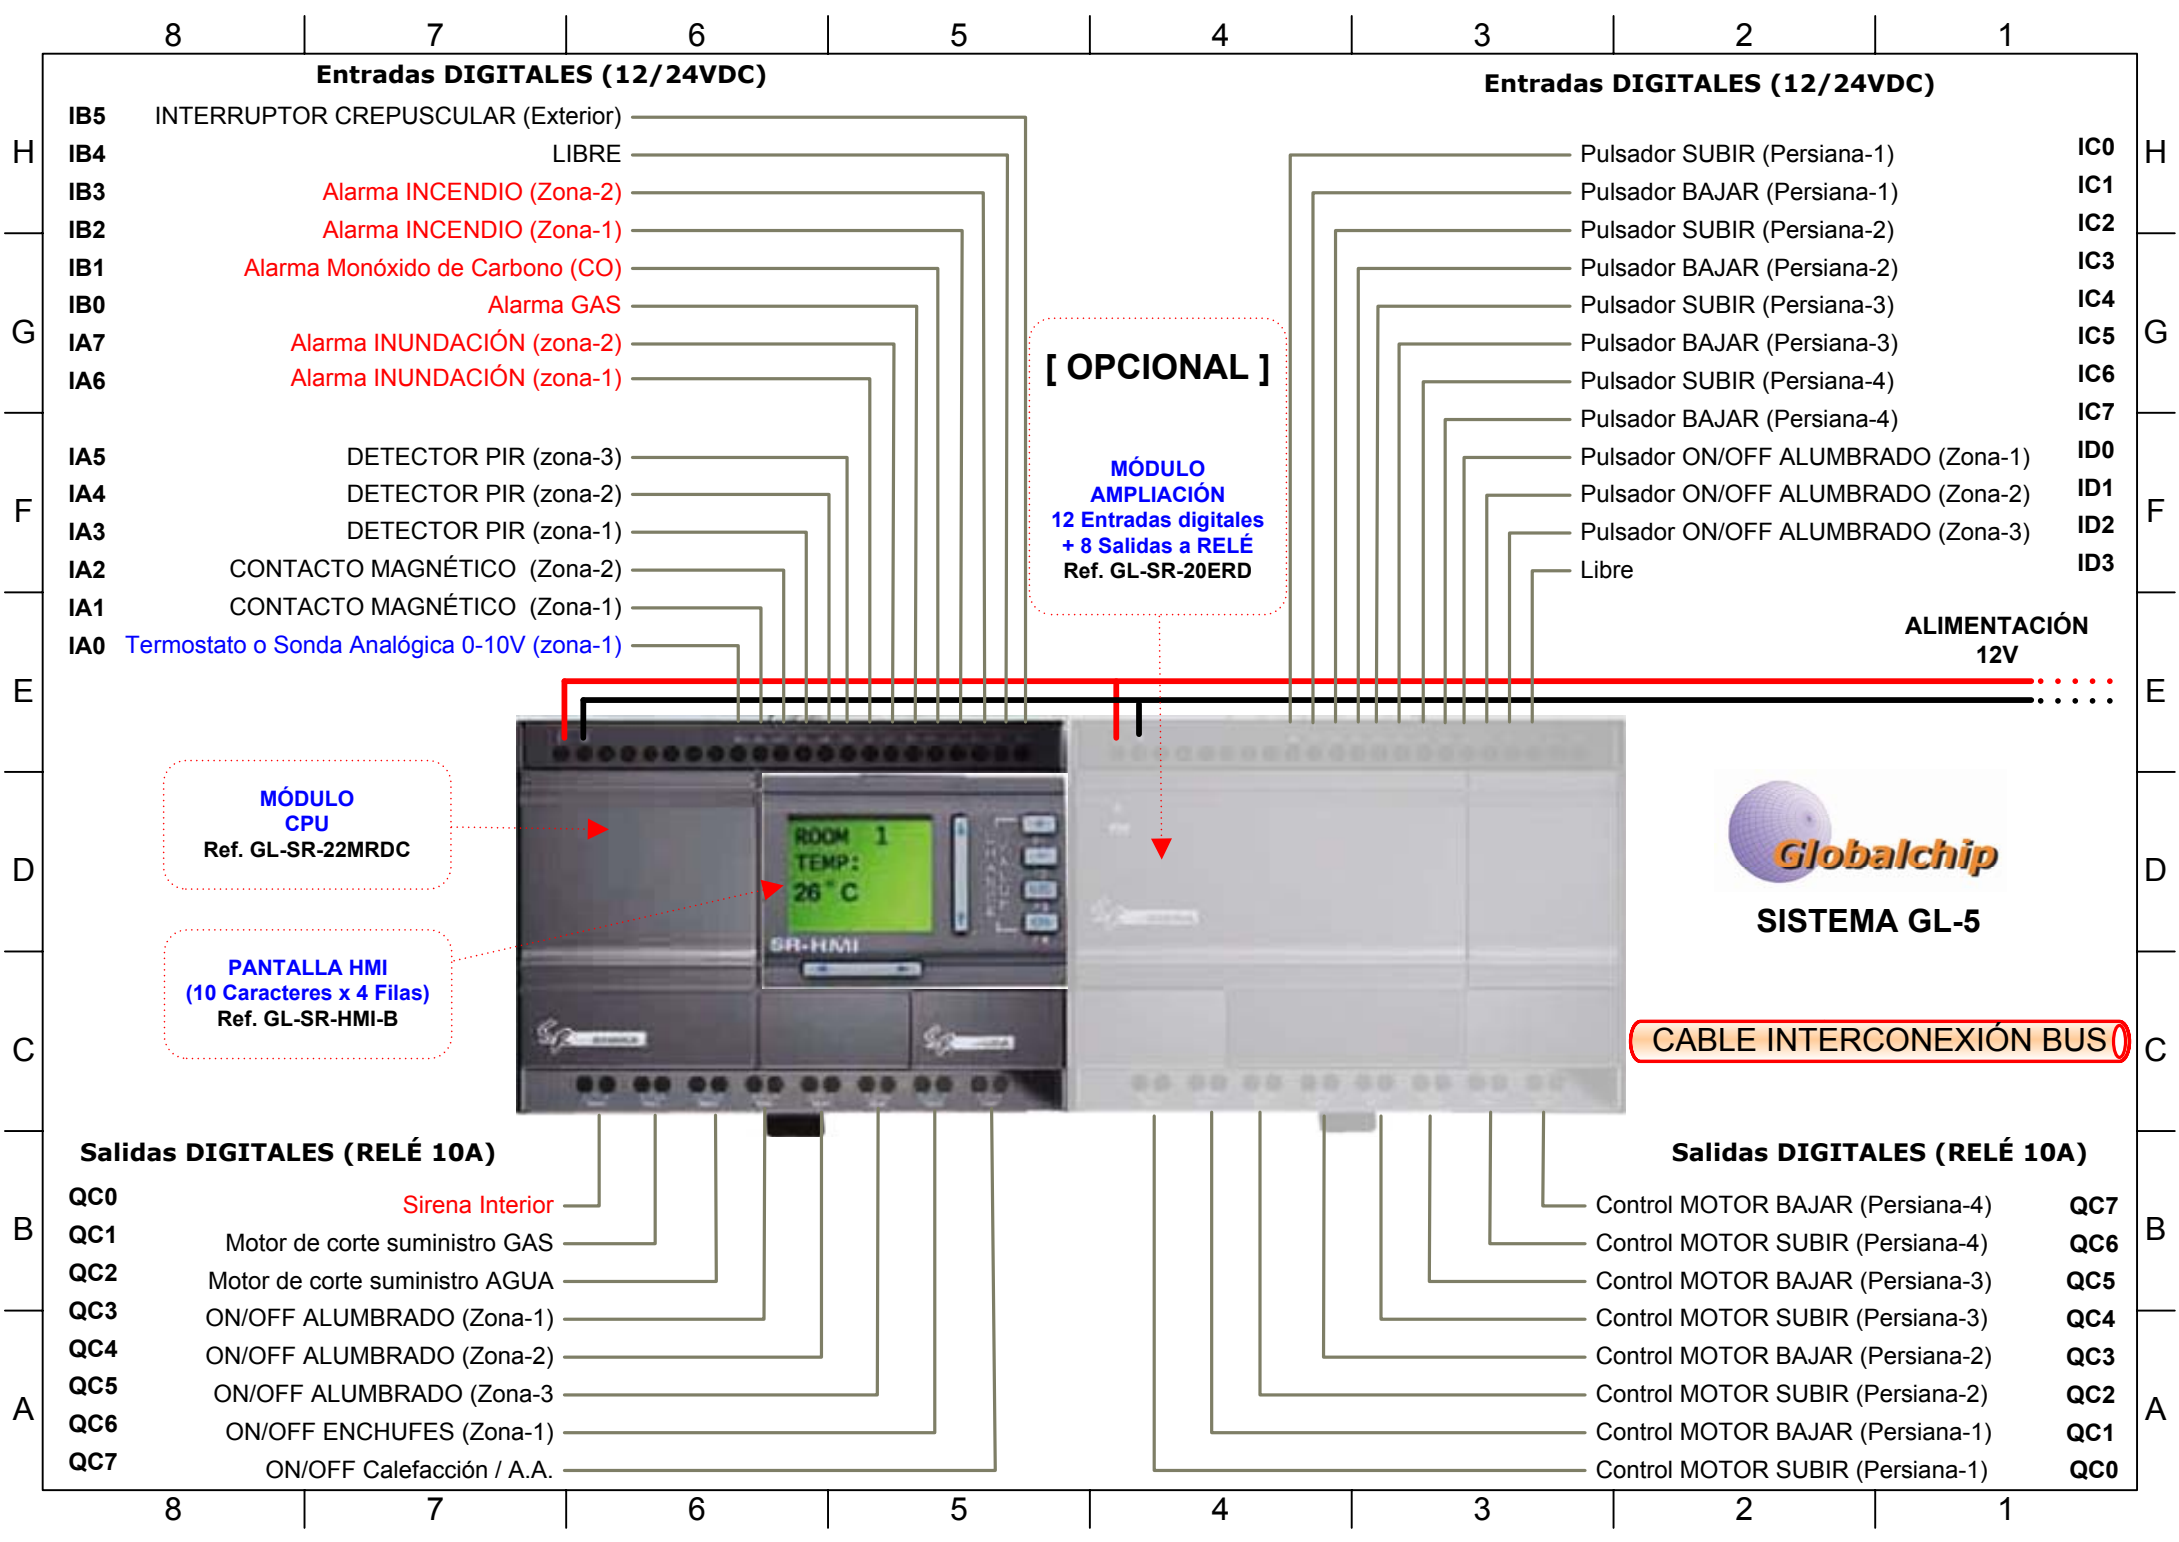 8 7 6 5 4 3 2 1
Entradas DIGITALES (12/24VDC)
IB5 INTERRUPTOR CREPUSCULAR (Exterior)
IB4 LIBRE
IB3 Alarma INCENDIO (Zona-2)
IB2 Alarma INCENDIO (Zona-1)
IB1 Alarma Monóxido de Carbono (CO)
IB0 Alarma GAS
IA7 Alarma INUNDACIÓN (zona-2)
IA6 Alarma INUNDACIÓN (zona-1)
IA5 DETECTOR PIR (zona-3)
IA4 DETECTOR PIR (zona-2)
IA3 DETECTOR PIR (zona-1)
IA2 CONTACTO MAGNÉTICO (Zona-2)
IA1 CONTACTO MAGNÉTICO (Zona-1)
IA0 Termostato o Sonda Analógica 0-10V (zona-1)
[ OPCIONAL ]
MÓDULO
AMPLIACIÓN
12 Entradas digitales
+ 8 Salidas a RELÉ
Ref. GL-SR-20ERD
Entradas DIGITALES (12/24VDC)
Pulsador SUBIR (Persiana-1) IC0
Pulsador BAJAR (Persiana-1) IC1
Pulsador SUBIR (Persiana-2) IC2
Pulsador BAJAR (Persiana-2) IC3
Pulsador SUBIR (Persiana-3) IC4
Pulsador BAJAR (Persiana-3) IC5
Pulsador SUBIR (Persiana-4) IC6
Pulsador BAJAR (Persiana-4) IC7
Pulsador ON/OFF ALUMBRADO (Zona-1) ID0
Pulsador ON/OFF ALUMBRADO (Zona-2) ID1
Pulsador ON/OFF ALUMBRADO (Zona-3) ID2
Libre ID3
ALIMENTACIÓN
12V
H H
G G
F F
E E
D D
C C
B B
A A
MÓDULO
CPU
Ref. GL-SR-22MRDC
PANTALLA HMI
(10 Caracteres x 4 Filas)
Ref. GL-SR-HMI-B
ROOM 1
TEMP:
26°C
SR-HMI
Globalchip
SISTEMA GL-5
CABLE INTERCONEXIÓN BUS
Salidas DIGITALES (RELÉ 10A)
QC0 Sirena Interior
QC1 Motor de corte suministro GAS
QC2 Motor de corte suministro AGUA
QC3 ON/OFF ALUMBRADO (Zona-1)
QC4 ON/OFF ALUMBRADO (Zona-2)
QC5 ON/OFF ALUMBRADO (Zona-3
QC6 ON/OFF ENCHUFES (Zona-1)
QC7 ON/OFF Calefacción / A.A.
Salidas DIGITALES (RELÉ 10A)
Control MOTOR BAJAR (Persiana-4) QC7
Control MOTOR SUBIR (Persiana-4) QC6
Control MOTOR BAJAR (Persiana-3) QC5
Control MOTOR SUBIR (Persiana-3) QC4
Control MOTOR BAJAR (Persiana-2) QC3
Control MOTOR SUBIR (Persiana-2) QC2
Control MOTOR BAJAR (Persiana-1) QC1
Control MOTOR SUBIR (Persiana-1) QC0
8 7 6 5 4 3 2 1